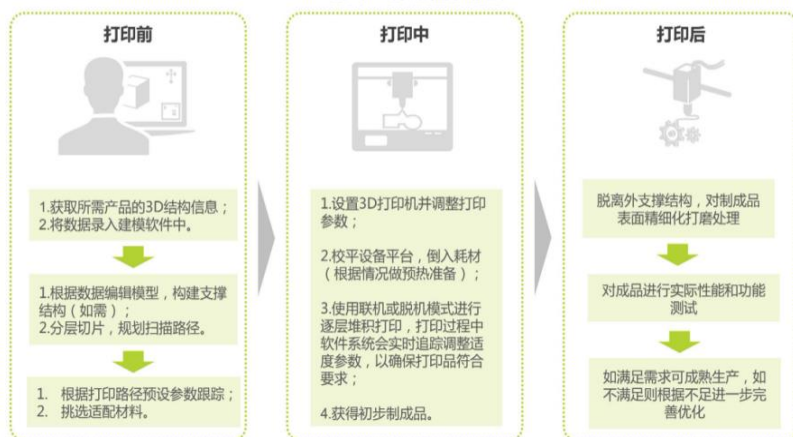 打印前
1.获取所需产品的3D结构信息；
2.将数据录入建模软件中。
1.根据数据编辑模型，构建支撑
结构（如需）；
2.分层切片，规划扫描路径。
1. 根据打印路径预设参数跟踪；
2. 挑选适配材料。
打印中
1.设置3D打印机并调整打印
参数；
2.校平设备平台，倒入耗材
（根据情况做预热准备）；
3.使用联机或脱机模式进行
逐层堆积打印，打印过程中
软件系统会实时追踪调整适
度参数，以确保打印品符合
要求；
4.获得初步制成品。
打印后
脱离外支撑结构，对制成品
表面精细化打磨处理
对成品进行实际性能和功能
测试
如满足需求可成熟生产，如
不满足则根据不足进一步完
善优化